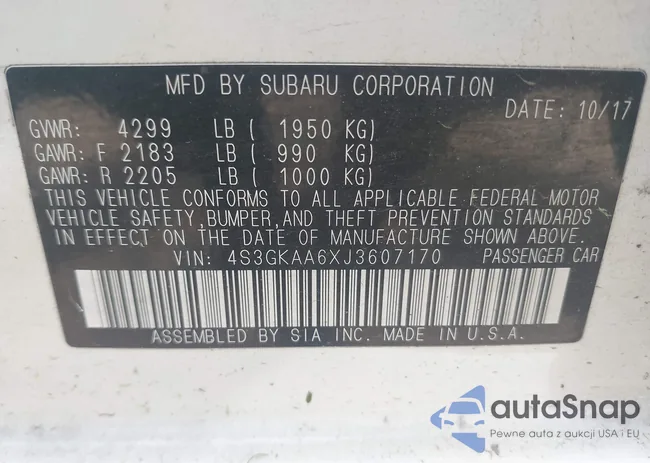 MFD BY SUBARU CORPORATION
DATE: 10/17
GVWR: 4299 LB ( 1950 KG)
GAWR: F 2183 LB ( 990 KG)
GAWR: R 2205 LB ( 1000 KG)
THIS VEHICLE CONFORMS TO ALL APPLICABLE FEDERAL MOTOR
VEHICLE SAFETY, BUMPER, AND THEFT PREVENTION STANDARDS
IN EFFECT ON THE DATE OF MANUFACTURE SHOWN ABOVE.
VIN: 4S3GKAA6XJ3607170 PASSENGER CAR
ASSEMBLED BY SIA INC. MADE IN U.S.A.
autaSnap
Pewne auta z aukcji USA i EU